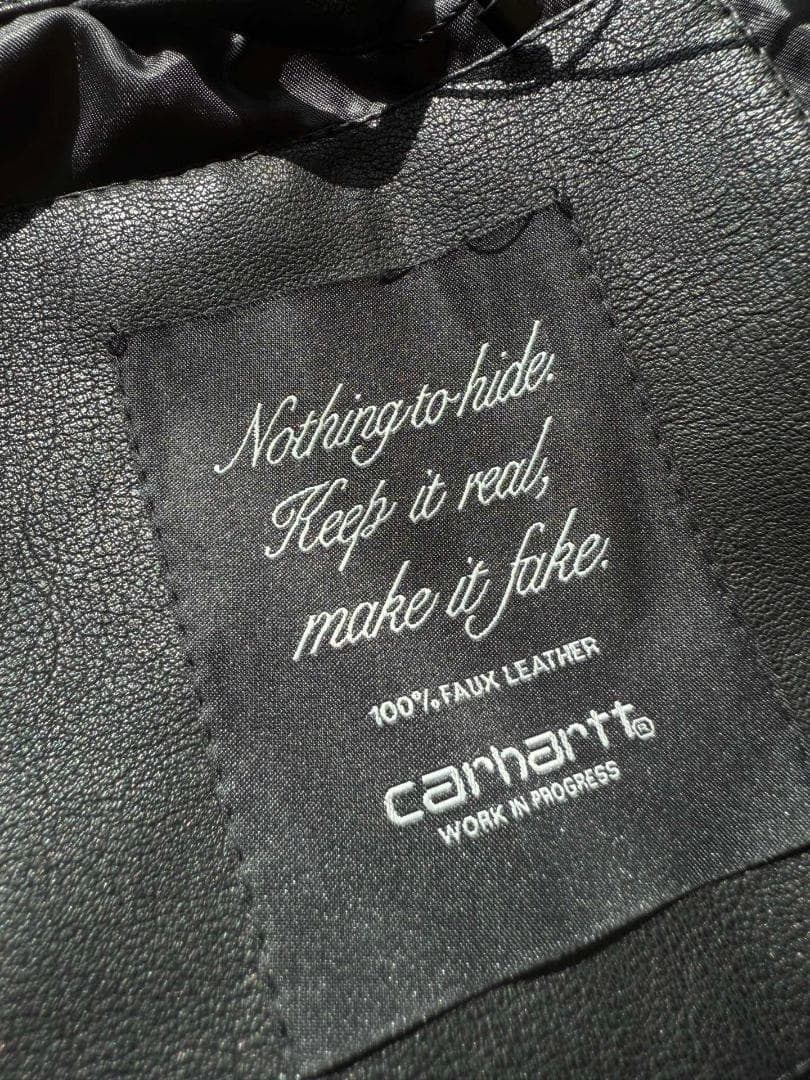 Nothing to hide.
Keep it real,
make it fake.
100% FAUX LEATHER
carhartt®
WORK IN PROGRESS